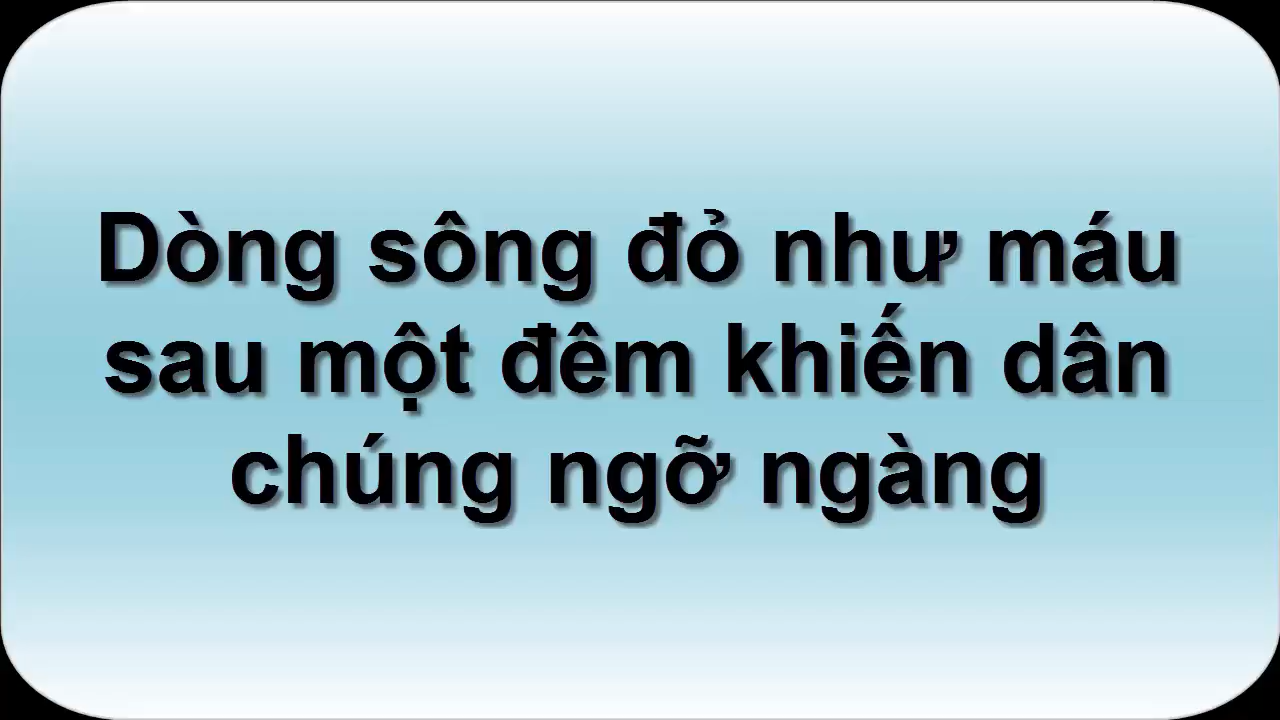 Dòng sông đỏ như máu
sau một đêm khiến dân
chúng ngỡ ngàng